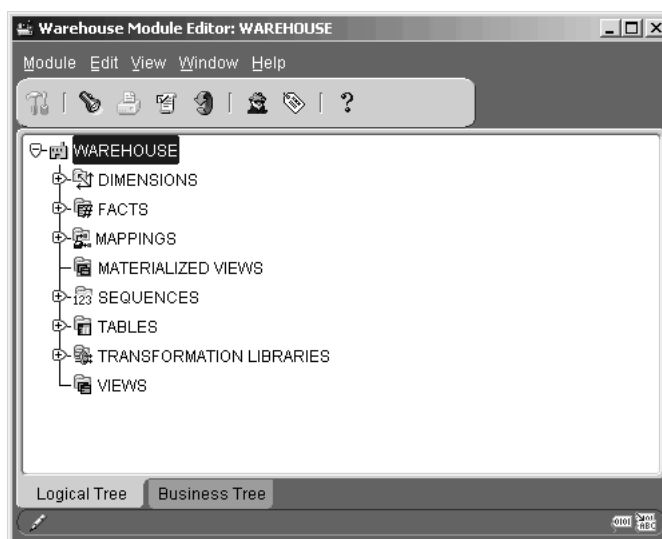 Warehouse Module Editor: WAREHOUSE
Module Edit View Window Help
WAREHOUSE
DIMENSIONS
FACTS
MAPPINGS
MATERIALIZED VIEWS
123 SEQUENCES
TABLES
TRANSFORMATION LIBRARIES
VIEWS
Logical Tree Business Tree